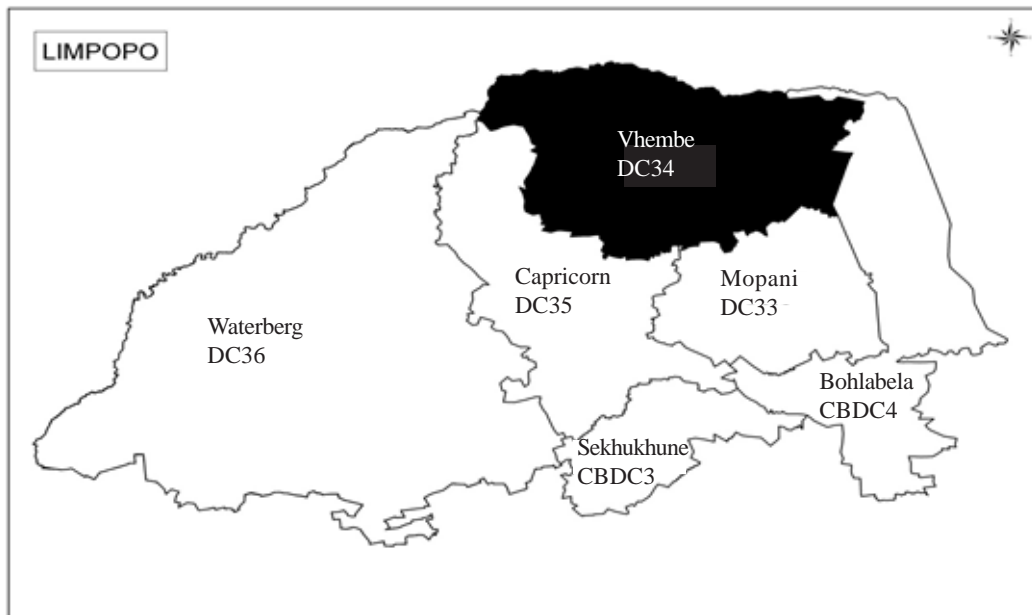 LIMPOPO
Vhembe
DC34
Capricorn
DC35
Mopani
DC33
Waterberg
DC36
Bohlabela
CBDC4
Sekhukhune
CBDC3